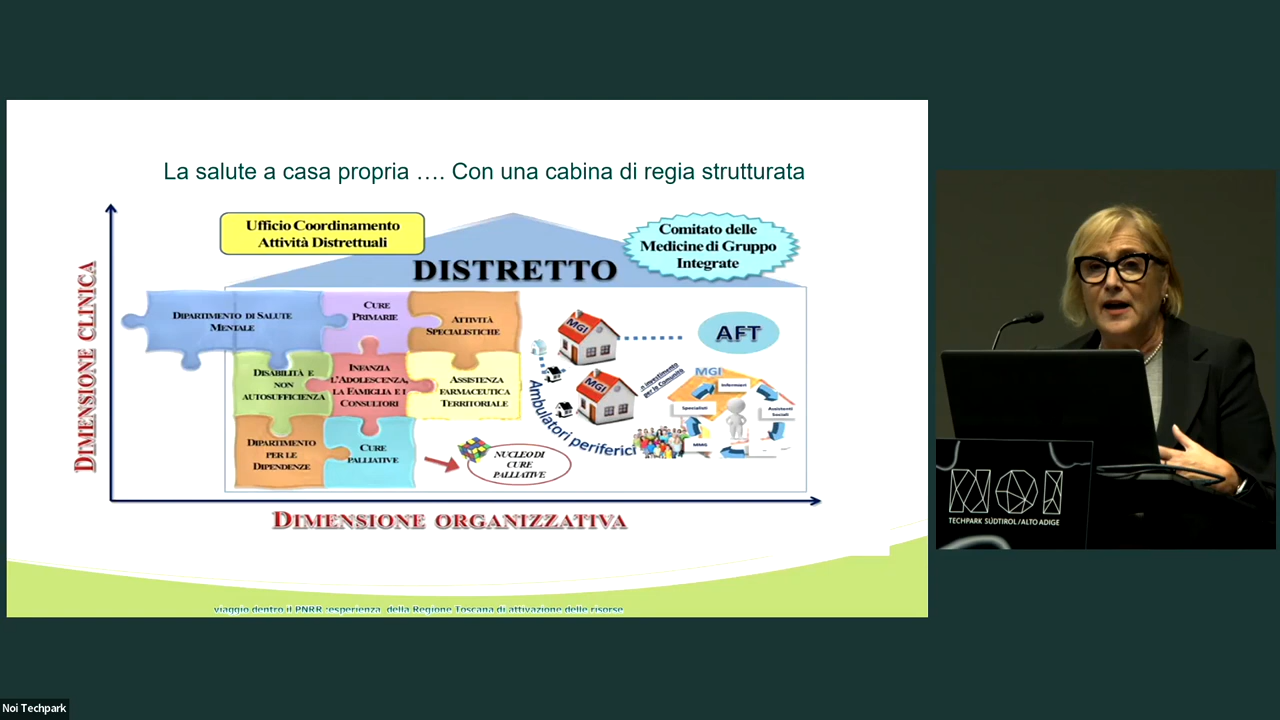 La salute a casa propria .... Con una cabina di regia strutturata
Ufficio Coordinamento
Attività Distrettuali
Comitato delle
Medicine di Gruppo
Integrate
DISTRETTO
DIMENSIONE CLINICA
DIPARTIMENTO DI SALUTE
MENTALE
CURE
PRIMARIE
ATTIVITÀ
SPECIALISTICHE
DISABILITÀ E
NON
AUTOSUFFICIENZA
INFANZIA
L'ADOLESCENZA,
LA FAMIGLIA E I
CONSULTORI
ASSISTENZA
FARMACEUTICA
TERRITORIALE
DIPARTIMENTO
PER LE
DIPENDENZE
CURE
PALLIATIVE
NUCLEO DI
CURE
PALLIATIVE
MGI
MGI
AFT
Ambulatori periferici
n investimento
per la Comunità
MGI
Infermieri
Specialisti
Assistenti
Sociali
MMG
DIMENSIONE ORGANIZZATIVA
viaggio dentro il PNRR :esperienza della Regione Toscana di attivazione delle risorse
NOI
TECHPARK SÜDTIROL/ALTO ADIGE
Noi Techpark